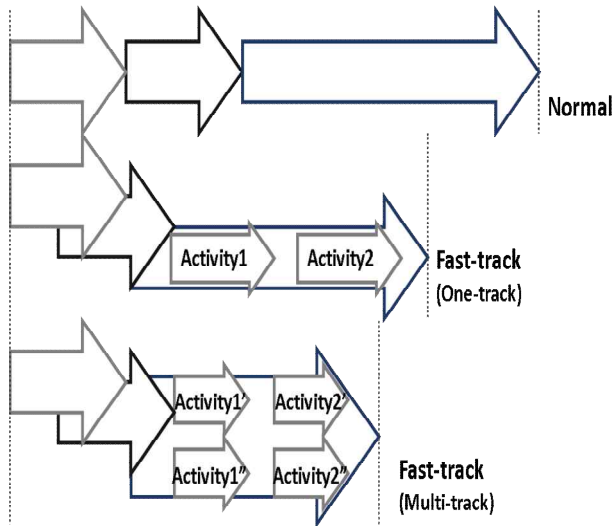 Normal
Activity1 Activity2
Fast-track
(One-track)
Activity1' Activity2'
Activity1" Activity2"
Fast-track
(Multi-track)